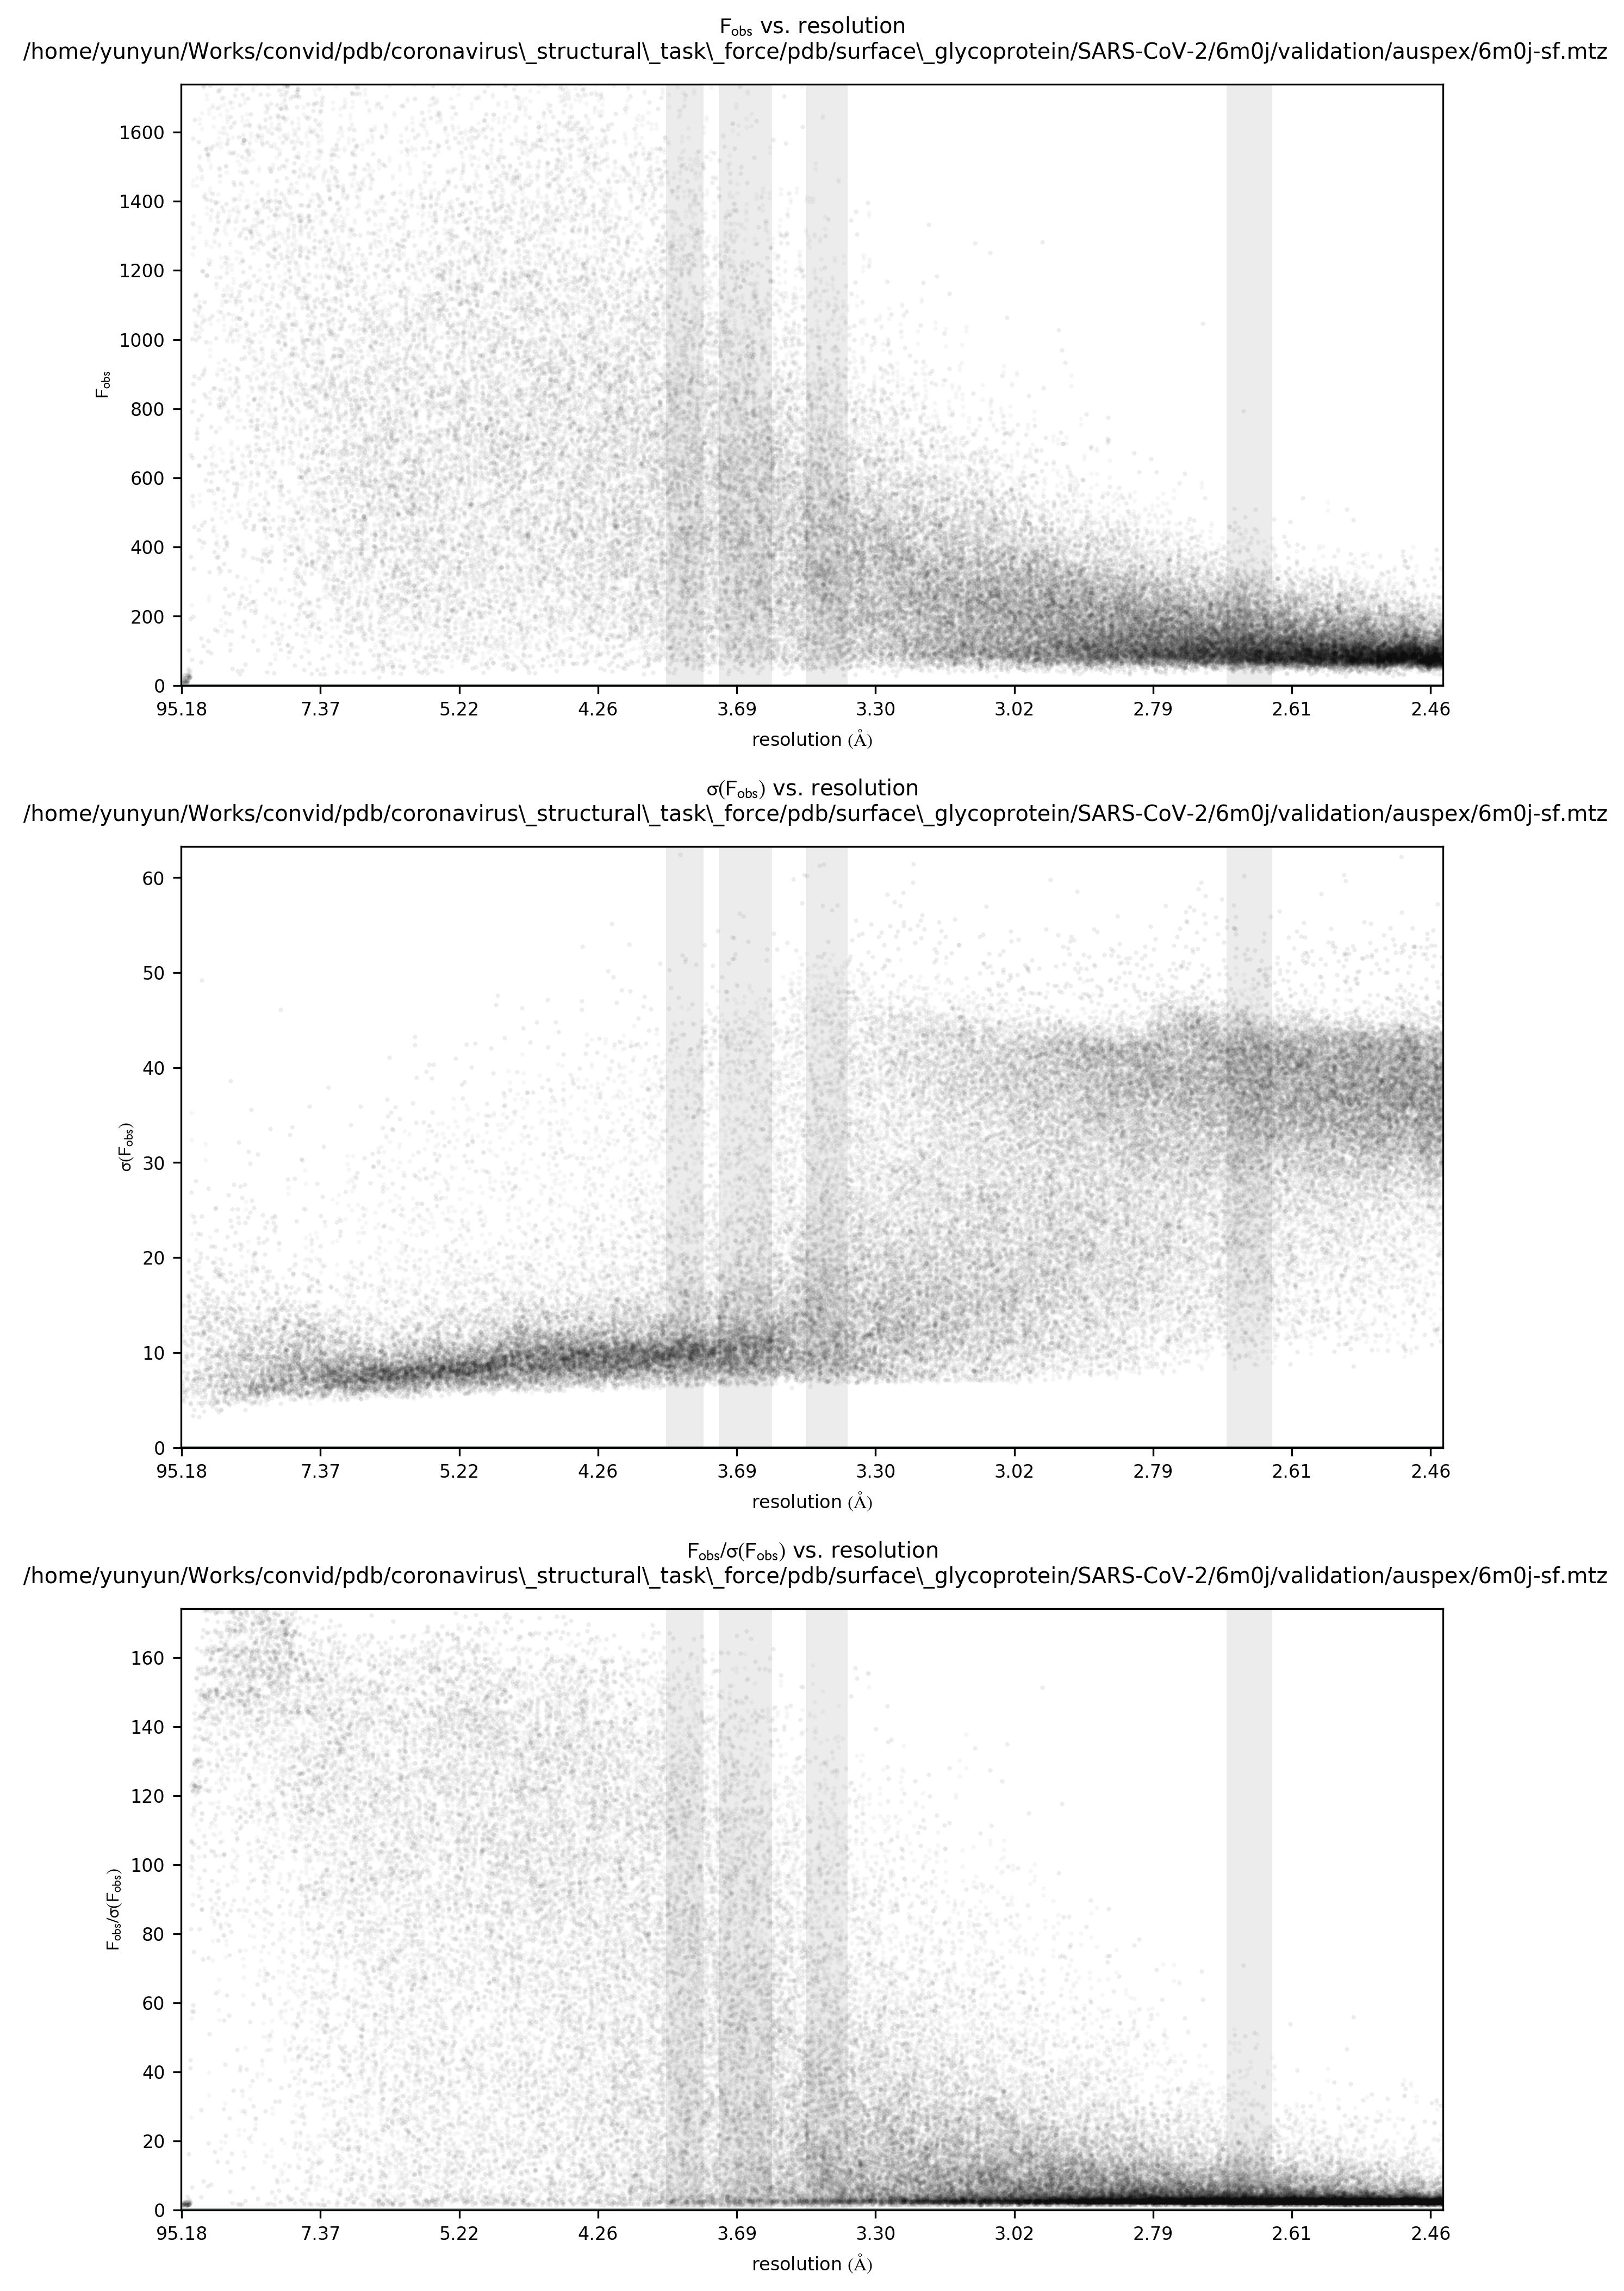 Fobs vs. resolution
/home/yunyun/Works/convid/pdb/coronavirus\_structural\_task\_force/pdb/surface\_glycoprotein/SARS-CoV-2/6m0j/validation/auspex/6m0j-sf.mtz
1600
1400
1200
1000
Fobs
800
600
400
200
0
95.18 7.37 5.22 4.26 3.69 3.30 3.02 2.79 2.61 2.46
resolution (Å)
σ(Fobs) vs. resolution
/home/yunyun/Works/convid/pdb/coronavirus\_structural\_task\_force/pdb/surface\_glycoprotein/SARS-CoV-2/6m0j/validation/auspex/6m0j-sf.mtz
60
50
40
σ(Fobs)
30
20
10
0
95.18 7.37 5.22 4.26 3.69 3.30 3.02 2.79 2.61 2.46
resolution (Å)
Fobs/σ(Fobs) vs. resolution
/home/yunyun/Works/convid/pdb/coronavirus\_structural\_task\_force/pdb/surface\_glycoprotein/SARS-CoV-2/6m0j/validation/auspex/6m0j-sf.mtz
160
140
120
100
Fobs/σ(Fobs)
80
60
40
20
0
95.18 7.37 5.22 4.26 3.69 3.30 3.02 2.79 2.61 2.46
resolution (Å)